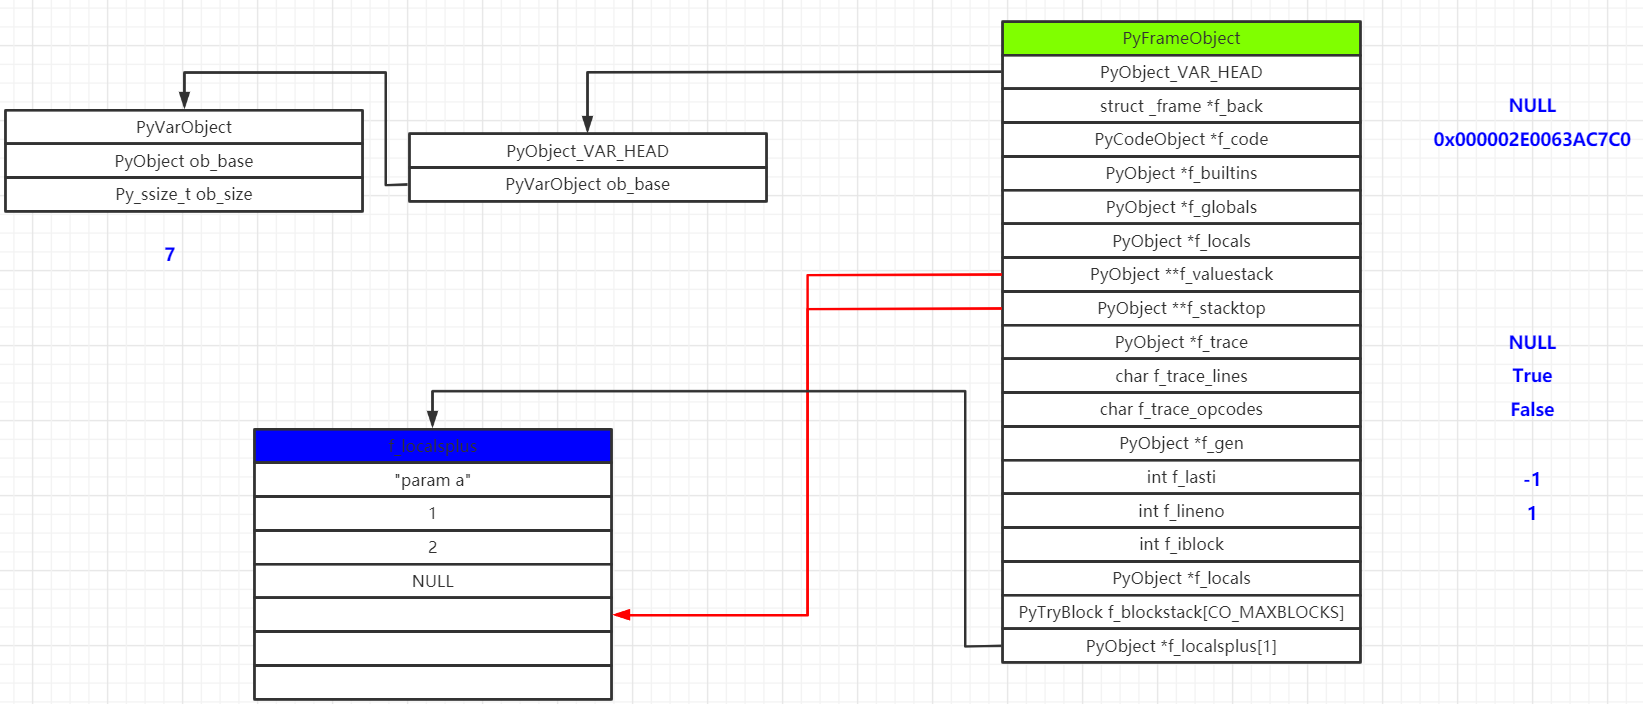 PyVarObject
PyObject ob_base
Py_ssize_t ob_size
7
PyObject_VAR_HEAD
PyVarObject ob_base
f_localsplus
"param a"
1
2
NULL
PyFrameObject
PyObject_VAR_HEAD
struct _frame *f_back
NULL
PyCodeObject *f_code
0x000002E0063AC7C0
PyObject *f_builtins
PyObject *f_globals
PyObject *f_locals
PyObject **f_valuestack
PyObject **f_stacktop
PyObject *f_trace
NULL
char f_trace_lines
True
char f_trace_opcodes
False
PyObject *f_gen
int f_lasti
-1
int f_lineno
1
int f_iblock
PyObject *f_locals
PyTryBlock f_blockstack[CO_MAXBLOCKS]
PyObject *f_localsplus[1]